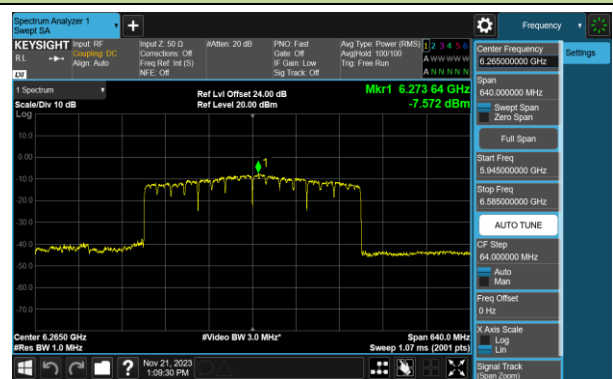 Spectrum Analyzer 1
Swept SA
+
Frequency
KEYSIGHT
R L
LXI
Input: RF
Coupling: DC
Align: Auto
Input Z: 50 Ω
Corrections: Off
Freq Ref: Int (S)
NFE: Off
#Atten: 20 dB
PNO: Fast
Gate: Off
IF Gain: Low
Sig Track: Off
Avg Type: Power (RMS)
Avg|Hold: 100/100
Trig: Free Run
1 2 3 4 5 6
A W W W W W
A N N N N N
1 Spectrum
Scale/Div 10 dB
Log
Ref Lvl Offset 24.00 dB
Ref Level 20.00 dBm
Mkr1 6.273 64 GHz
-7.572 dBm
10.0
0.00
-10.0
-20.0
-30.0
-40.0
-50.0
-60.0
-70.0
1
Center 6.2650 GHz
#Res BW 1.0 MHz
#Video BW 3.0 MHz*
Span 640.0 MHz
Sweep 1.07 ms (2001 pts)
Nov 21, 2023
1:09:30 PM
Center Frequency
6.265000000 GHz
Span
640.000000 MHz
Swept Span
Zero Span
Full Span
Start Freq
5.945000000 GHz
Stop Freq
6.585000000 GHz
AUTO TUNE
CF Step
64.000000 MHz
Auto
Man
Freq Offset
0 Hz
X Axis Scale
Log
Lin
Signal Track
(Span Zoom)
Settings